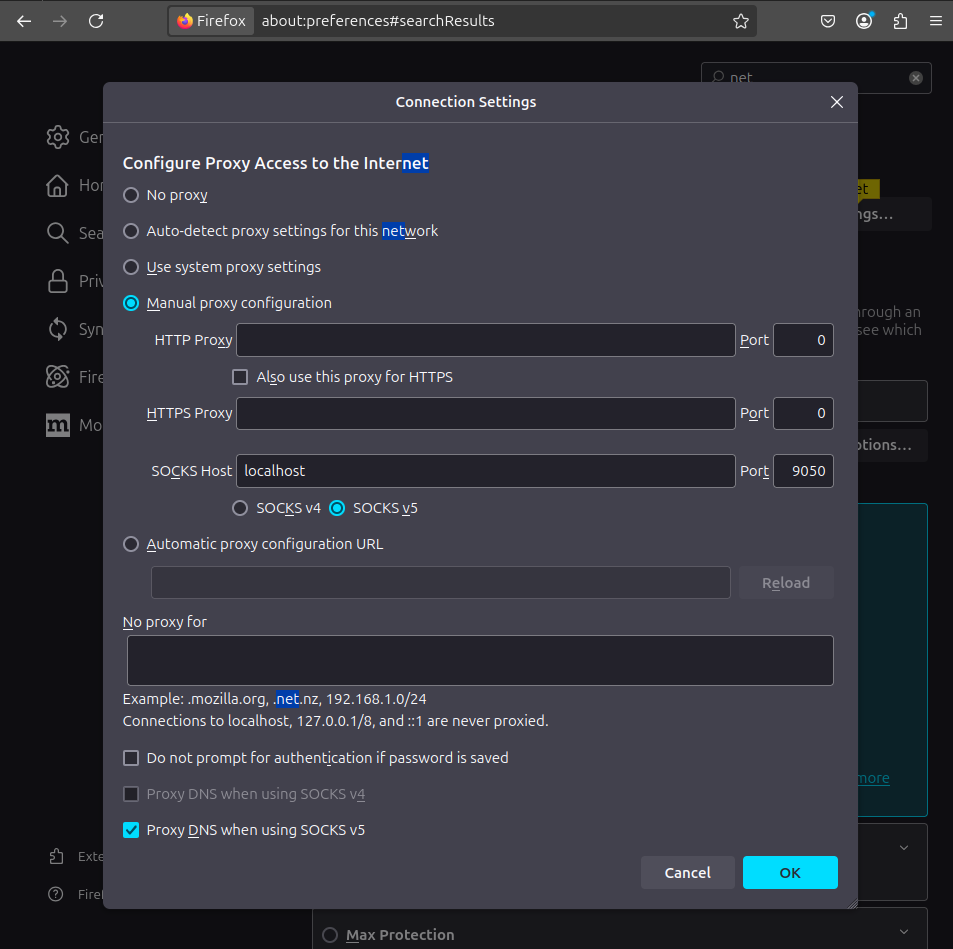 Firefox about:preferences#searchResults
net
Connection Settings
Configure Proxy Access to the Internet
No proxy
Auto-detect proxy settings for this network
Use system proxy settings
Manual proxy configuration
HTTP Proxy Port 0
Also use this proxy for HTTPS
HTTPS Proxy Port 0
SOCKS Host localhost Port 9050
SOCKS v4 SOCKS v5
Automatic proxy configuration URL
Reload
No proxy for
Example: .mozilla.org, .net.nz, 192.168.1.0/24
Connections to localhost, 127.0.0.1/8, and ::1 are never proxied.
Do not prompt for authentication if password is saved
Proxy DNS when using SOCKS v4
Proxy DNS when using SOCKS v5
Cancel OK
Ger
Hor
Sea
Priv
Syn
Fire
m Mo
et
ngs…
hrough an
see which
ptions…
more
Exte
Firef
Max Protection